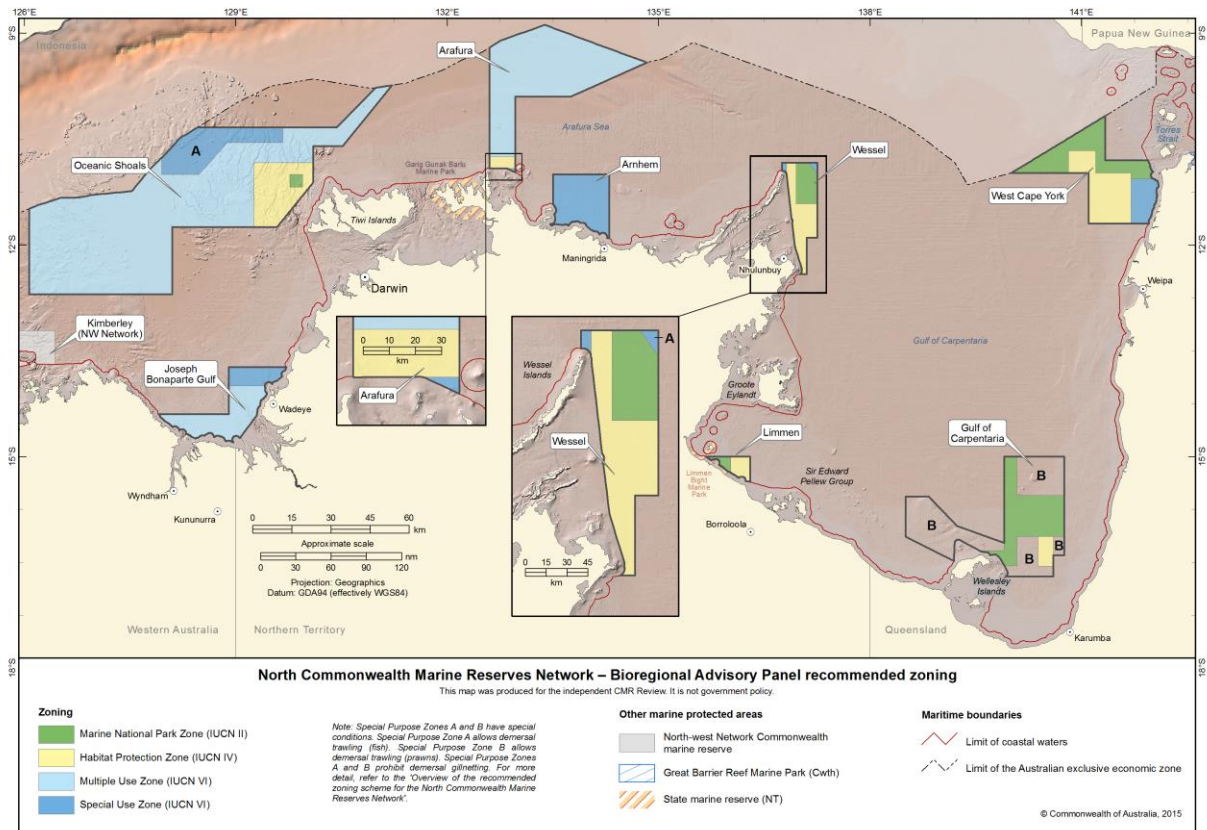 126°E
129°E
132°E
135°E
138°E
141°E
9°S
9°S
Indonesia
Papua New Guinea
Arafura
Torres
Strait
A
Arafura Sea
Oceanic Shoals
Garig Gunak Barlu
Marine Park
Arnhem
Wessel
West Cape York
Tiwi Islands
12°S
12°S
Maningrida
Nhulunbuy
Weipa
Darwin
Kimberley
(NW Network)
0 10 20 30
km
Arafura
Wessel
Islands
A
Gulf of Carpentaria
Joseph
Bonaparte Gulf
Wadeye
Groote
Eylandt
Wessel
Limmen
Gulf of
Carpentaria
15°S
15°S
Limmen
Bight
Marine
Park
Sir Edward
Pellew Group
B
Wyndham
Kununurra
Borroloola
B
B
B
0 15 30 45 60
km
Approximate scale
0 30 60 90 120
nm
Projection: Geographics
Datum: GDA94 (effectively WGS84)
0 15 30 45
km
Wellesley
Islands
Western Australia
Northern Territory
Queensland
Karumba
18°S
18°S
North Commonwealth Marine Reserves Network – Bioregional Advisory Panel recommended zoning
This map was produced for the independent CMR Review. It is not government policy.
Zoning
Marine National Park Zone (IUCN II)
Habitat Protection Zone (IUCN IV)
Multiple Use Zone (IUCN VI)
Special Use Zone (IUCN VI)
Note: Special Purpose Zones A and B have special
conditions. Special Purpose Zone A allows demersal
trawling (fish). Special Purpose Zone B allows
demersal trawling (prawns). Special Purpose Zones
A and B prohibit demersal gillnetting. For more
detail, refer to the 'Overview of the recommended
zoning scheme for the North Commonwealth Marine
Reserves Network'.
Other marine protected areas
North-west Network Commonwealth
marine reserve
Great Barrier Reef Marine Park (Cwth)
State marine reserve (NT)
Maritime boundaries
Limit of coastal waters
Limit of the Australian exclusive economic zone
© Commonwealth of Australia, 2015